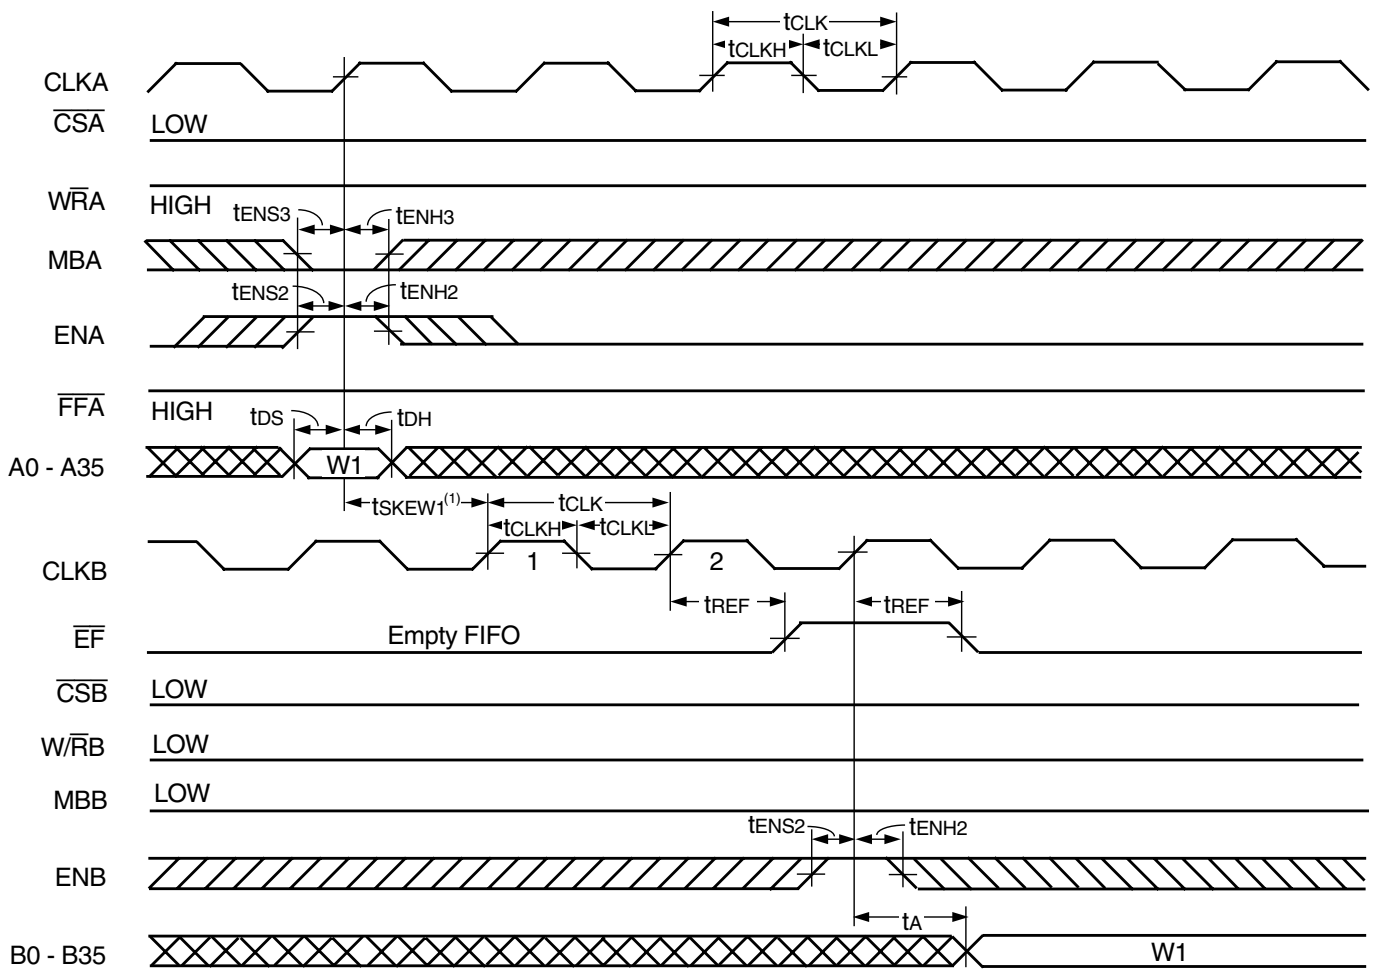 tCLK
tCLKH tCLKL
CLKA
CSA LOW
WRA HIGH
tENS3 tENH3
MBA
tENS2 tENH2
ENA
FFA HIGH
tDS tDH
A0 - A35 W1
tSKEW1(1) tCLK
tCLKH tCLKL
CLKB 1 2
tREF tREF
EF Empty FIFO
CSB LOW
W/RB LOW
MBB LOW
tENS2 tENH2
ENB
tA
B0 - B35 W1